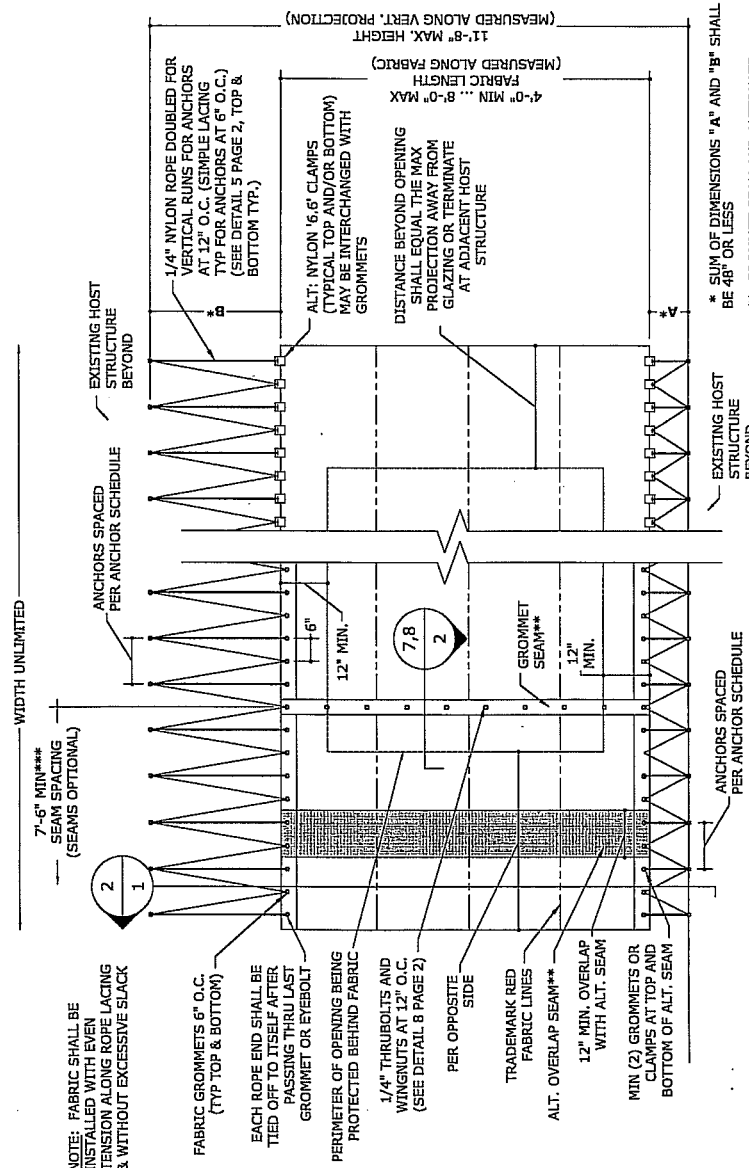 WIDTH UNLIMITED
7'-6" MIN***
SEAM SPACING
(SEAMS OPTIONAL)
ANCHORS SPACED
PER ANCHOR SCHEDULE
EXISTING HOST
STRUCTURE
BEYOND
NOTE: FABRIC SHALL BE
INSTALLED WITH EVEN
TENSION ALONG ROPE LACING
& WITHOUT EXCESSIVE SLACK
2
1
FABRIC GROMMETS 6" O.C.
(TYP TOP & BOTTOM)
EACH ROPE END SHALL BE
TIED OFF TO ITSELF AFTER
PASSING THRU LAST
GROMMET OR EYEBOLT
PERIMETER OF OPENING BEING
PROTECTED BEHIND FABRIC
1/4" THRUBOLTS AND
WINGNUTS AT 12" O.C.
(SEE DETAIL 8 PAGE 2)
PER OPPOSITE
SIDE
TRADEMARK RED
FABRIC LINES
ALT. OVERLAP SEAM**
12" MIN. OVERLAP
WITH ALT. SEAM
MIN (2) GROMMETS OR
CLAMPS AT TOP AND
BOTTOM OF ALT. SEAM
6"
12" MIN.
7,8
2
GROMMET
SEAM**
12"
MIN.
ANCHORS SPACED
PER ANCHOR SCHEDULE
1/4" NYLON ROPE DOUBLED FOR
VERTICAL RUNS FOR ANCHORS
AT 12" O.C. (SIMPLE LACING
TYP FOR ANCHORS AT 6" O.C.)
(SEE DETAIL 5 PAGE 2, TOP &
BOTTOM TYP.)
B*
ALT: NYLON '6.6' CLAMPS
(TYPICAL TOP AND/OR BOTTOM)
MAY BE INTERCHANGED WITH
GROMMETS
DISTANCE BEYOND OPENING
SHALL EQUAL THE MAX
PROJECTION AWAY FROM
GLAZING OR TERMINATE
AT ADJACENT HOST
STRUCTURE
A*
4'-0" MIN ... 8'-0" MAX
FABRIC LENGTH
(MEASURED ALONG FABRIC)
11'-8" MAX. HEIGHT
(MEASURED ALONG VERT. PROJECTION)
EXISTING HOST
STRUCTURE
BEYOND
* SUM OF DIMENSIONS "A" AND "B" SHALL
BE 48" OR LESS